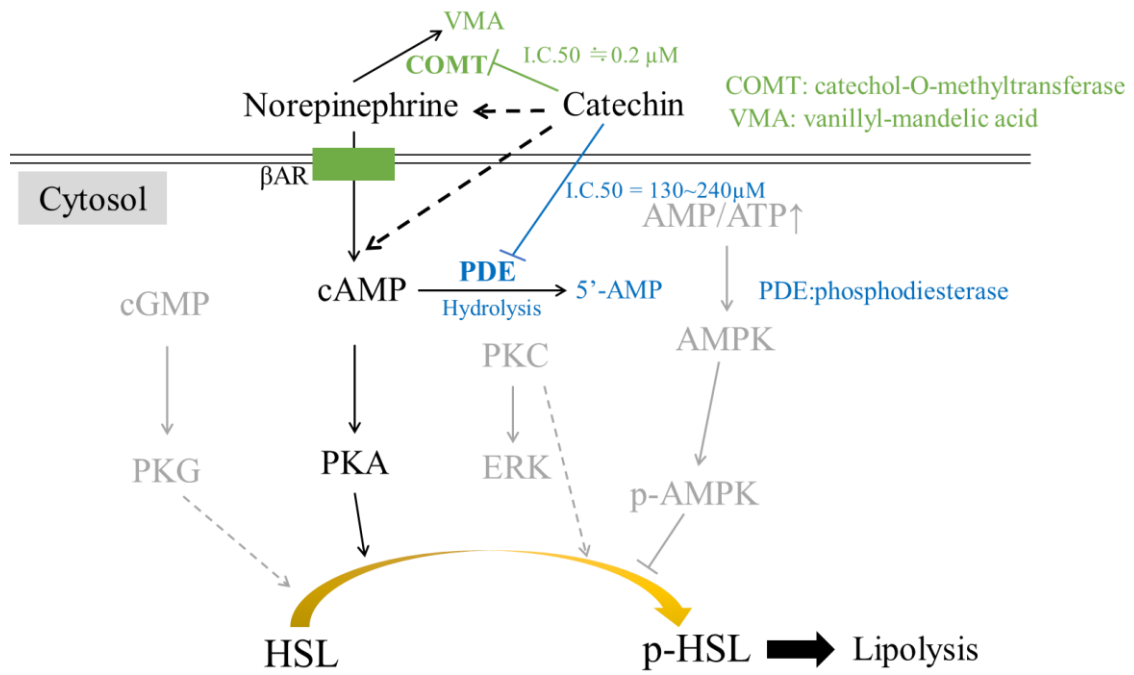 VMA
COMT
I.C.50 ≒ 0.2 μM
COMT: catechol-O-methyltransferase
Norepinephrine
Catechin
VMA: vanillyl-mandelic acid
βAR
Cytosol
I.C.50 = 130~240μM
AMP/ATP↑
PDE
cAMP
5’-AMP
PDE:phosphodiesterase
cGMP
Hydrolysis
AMPK
PKC
PKG
PKA
ERK
p-AMPK
HSL
p-HSL
Lipolysis